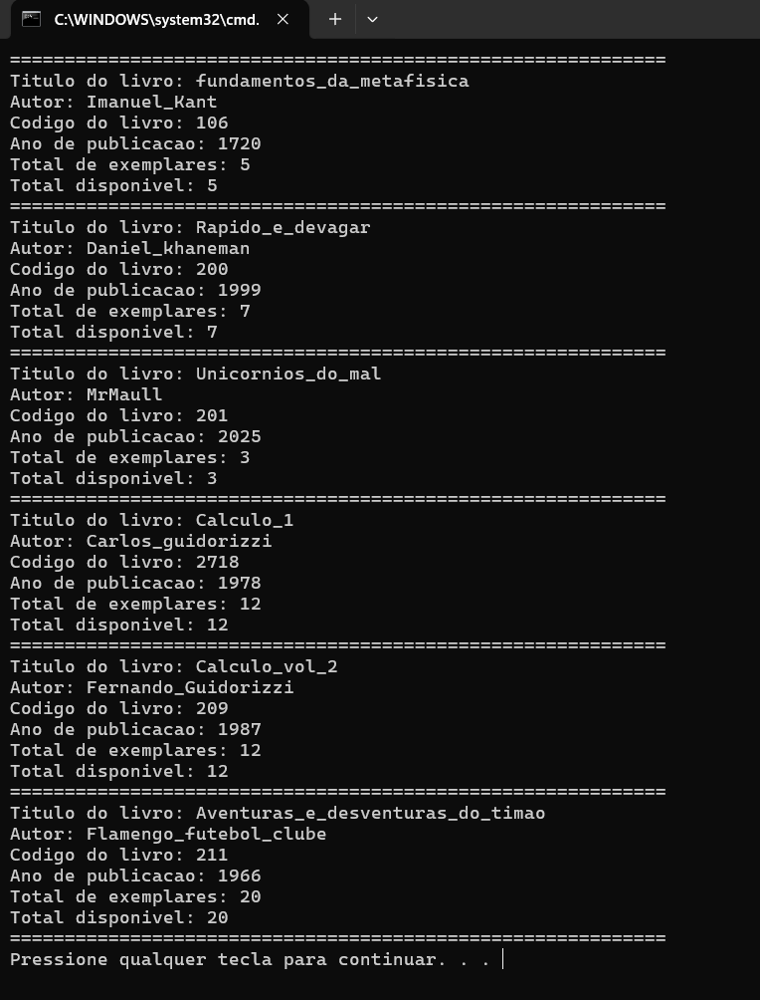 C:\WINDOWS\system32\cmd.
============================================================
Titulo do livro: fundamentos_da_metafisica
Autor: Imanuel_Kant
Codigo do livro: 106
Ano de publicacao: 1720
Total de exemplares: 5
Total disponivel: 5
============================================================
Titulo do livro: Rapido_e_devagar
Autor: Daniel_khaneman
Codigo do livro: 200
Ano de publicacao: 1999
Total de exemplares: 7
Total disponivel: 7
============================================================
Titulo do livro: Unicornios_do_mal
Autor: MrMaull
Codigo do livro: 201
Ano de publicacao: 2025
Total de exemplares: 3
Total disponivel: 3
============================================================
Titulo do livro: Calculo_1
Autor: Carlos_guidorizzi
Codigo do livro: 2718
Ano de publicacao: 1978
Total de exemplares: 12
Total disponivel: 12
============================================================
Titulo do livro: Calculo_vol_2
Autor: Fernando_Guidorizzi
Codigo do livro: 209
Ano de publicacao: 1987
Total de exemplares: 12
Total disponivel: 12
============================================================
Titulo do livro: Aventuras_e_desventuras_do_timao
Autor: Flamengo_futebol_clube
Codigo do livro: 211
Ano de publicacao: 1966
Total de exemplares: 20
Total disponivel: 20
============================================================
Pressione qualquer tecla para continuar. . .